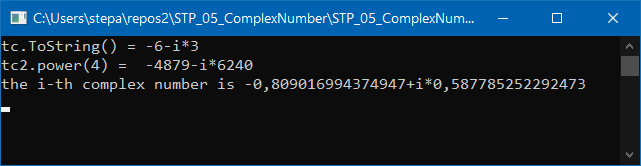 C:\Users\stepa\repos2\STP_05_ComplexNumber\STP_05_ComplexNum...
tc.ToString() = -6-i*3
tc2.power(4) =  -4879-i*6240
the i-th complex number is -0,809016994374947+i*0,587785252292473